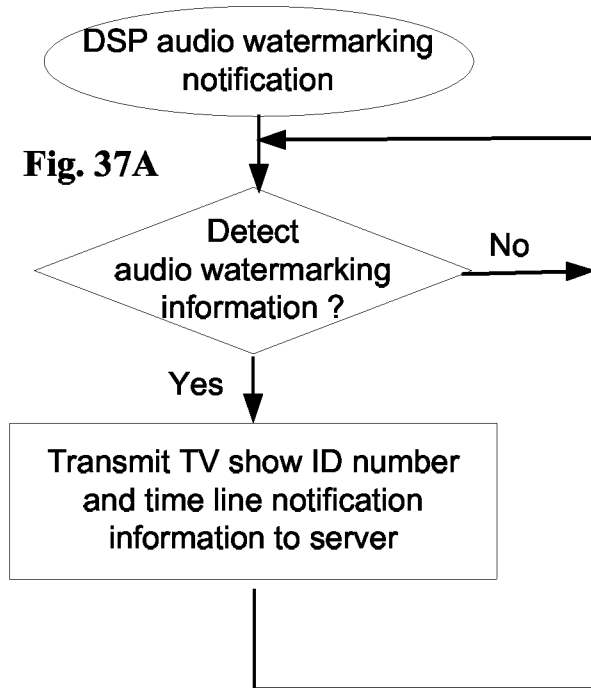 DSP audio watermarking
notification
Fig. 37A
Detect
audio watermarking
information ?
No
Yes
Transmit TV show ID number
and time line notification
information to server